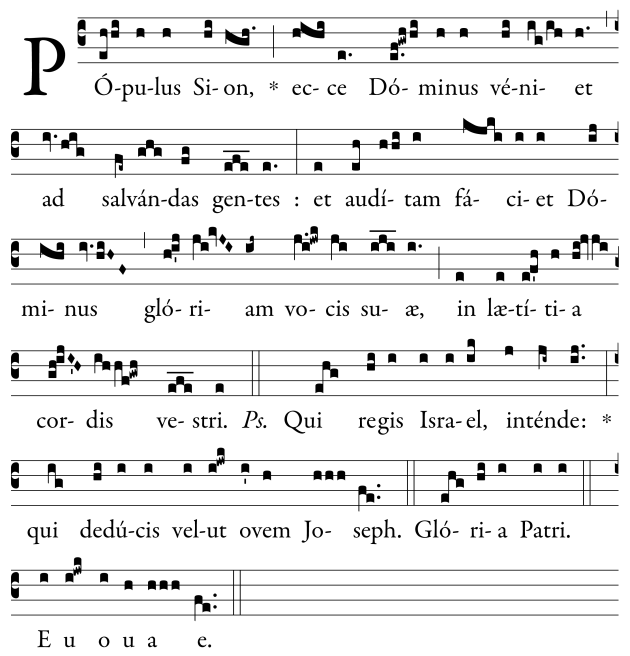 PÓ-pu-lus Si-on, * ec-ce Dó-minus vé-ni- et
ad salván-das gen-tes : et audí-tam fá- ci-et Dó-
mi-nus gló-ri- am vo-cis su-æ, in læ-tí-ti-a
cor-dis ve-stri. Ps. Qui regis Isra-el, inténde: *
qui dedú-cis vel-ut ovem Jo- seph. Gló-ri-a Patri.
E u o u a e.